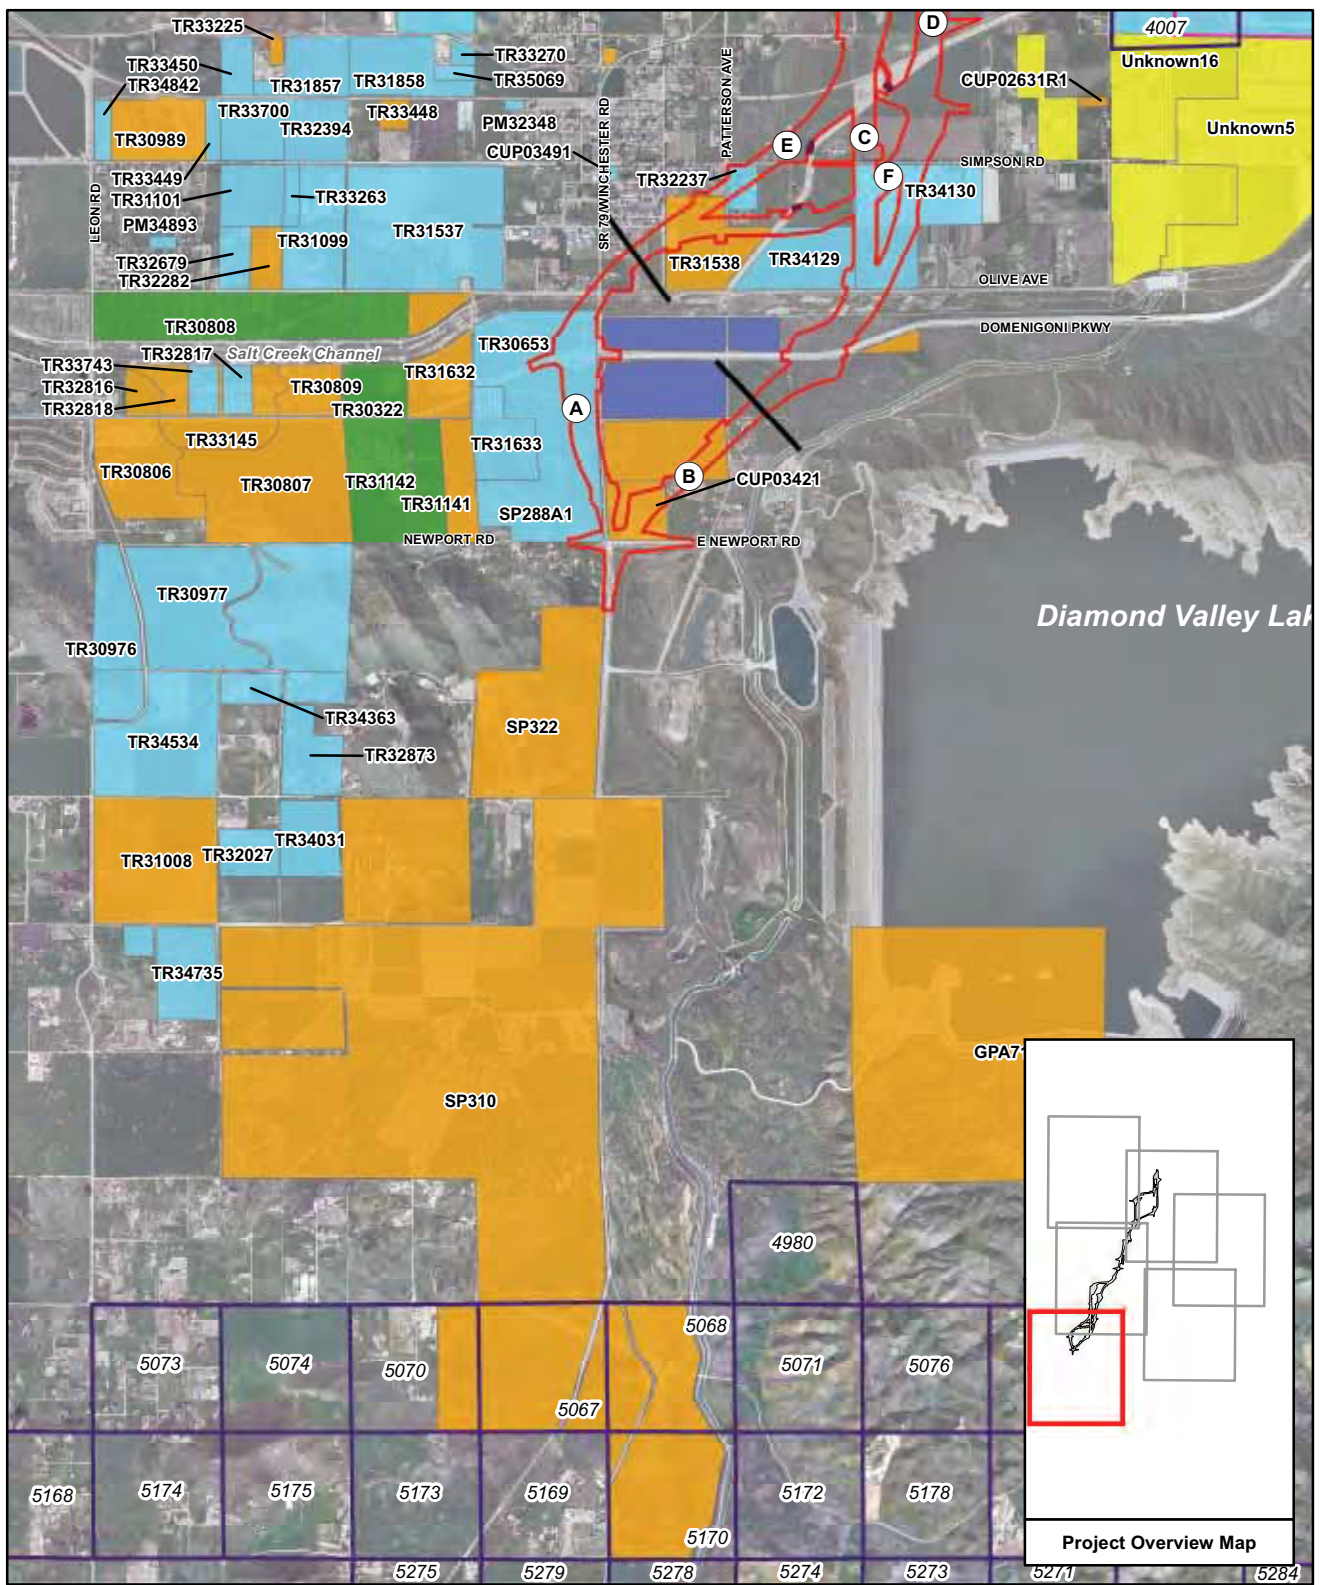 TR33225
D
4007
TR33450
TR33270
Unknown16
TR34842
TR31857
TR31858
TR35069
CUP02631R1
TR33700
TR33448
TR30989
TR32394
PM32348
Unknown5
CUP03491
SR 79/WINCHESTER RD
PATTERSON AVE
E
C
SIMPSON RD
TR33449
TR32237
F
TR31101
TR33263
TR34130
LEON RD
PM34893
TR31537
TR31099
TR32679
TR31538
TR34129
TR32282
OLIVE AVE
TR30808
DOMENIGONI PKWY
TR32817
Salt Creek Channel
TR30653
TR33743
TR31632
TR32816
TR30809
TR32818
TR30322
A
TR33145
TR31633
TR30806
TR30807
TR31142
B
CUP03421
TR31141
SP288A1
NEWPORT RD
E NEWPORT RD
TR30977
Diamond Valley Lak
TR30976
TR34363
SP322
TR34534
TR32873
TR34031
TR31008
TR32027
TR34735
GPA71
SP310
4980
5068
5073
5074
5070
5071
5076
5067
5168
5174
5175
5173
5169
5172
5178
5170
Project Overview Map
5275
5279
5278
5274
5273
5271
5284